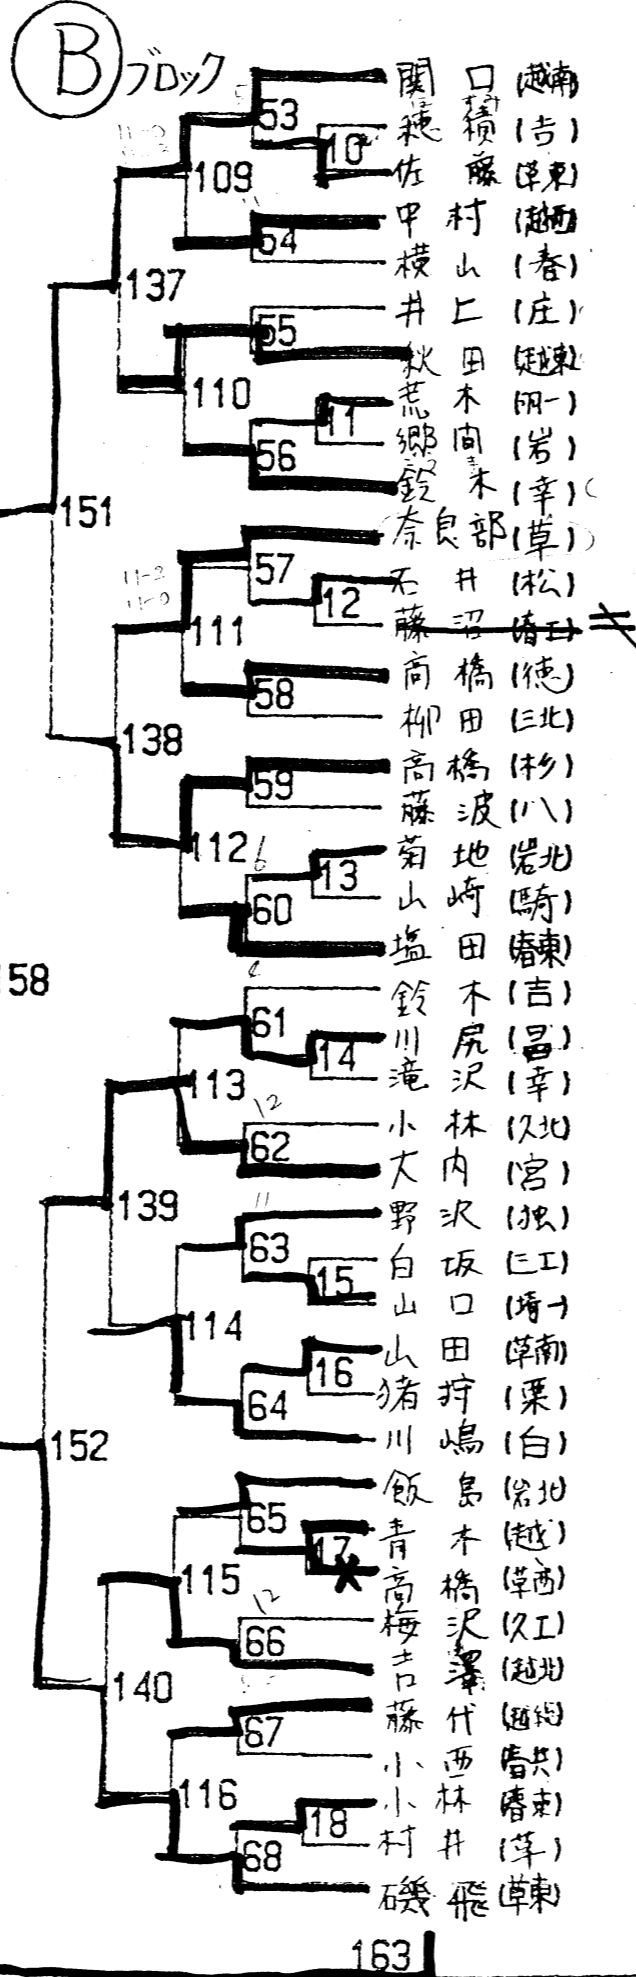 Bブロック
関口 (越南)
53
穂積 (吉)
10
佐藤 (草東)
109
中村 (越西)
54
横山 (春)
137
井上 (庄)
55
秋田 (越東)
110
荒木 (明一)
11
郷間 (岩)
56
鈴木 (幸)
151
奈良部 (草)
57
石井 (松)
11-2
11-0
12
111
藤沼 (春工)
高橋 (徳)
58
柳田 (三北)
138
高橋 (杉)
59
藤波 (八)
112
菊地 (岩北)
13
山崎 (騎)
60
塩田 (春東)
58
鈴木 (吉)
61
川尻
14
滝沢 (幸)
113
12
小林 (久北)
62
大内 (宮)
139
11
野沢 (独)
63
白坂 (三工)
15
山口
114
山田 (草南)
16
猪狩 (栗)
64
川嶋 (白)
152
飯島 (岩北)
65
青木 (越)
17
高橋 (草西)
115
12
梅沢 (久工)
66
吉澤 (越北)
140
藤代 (越総)
67
小西 (春共)
116
小林 (春東)
18
村井 (草)
68
磯飛 (草東)
163